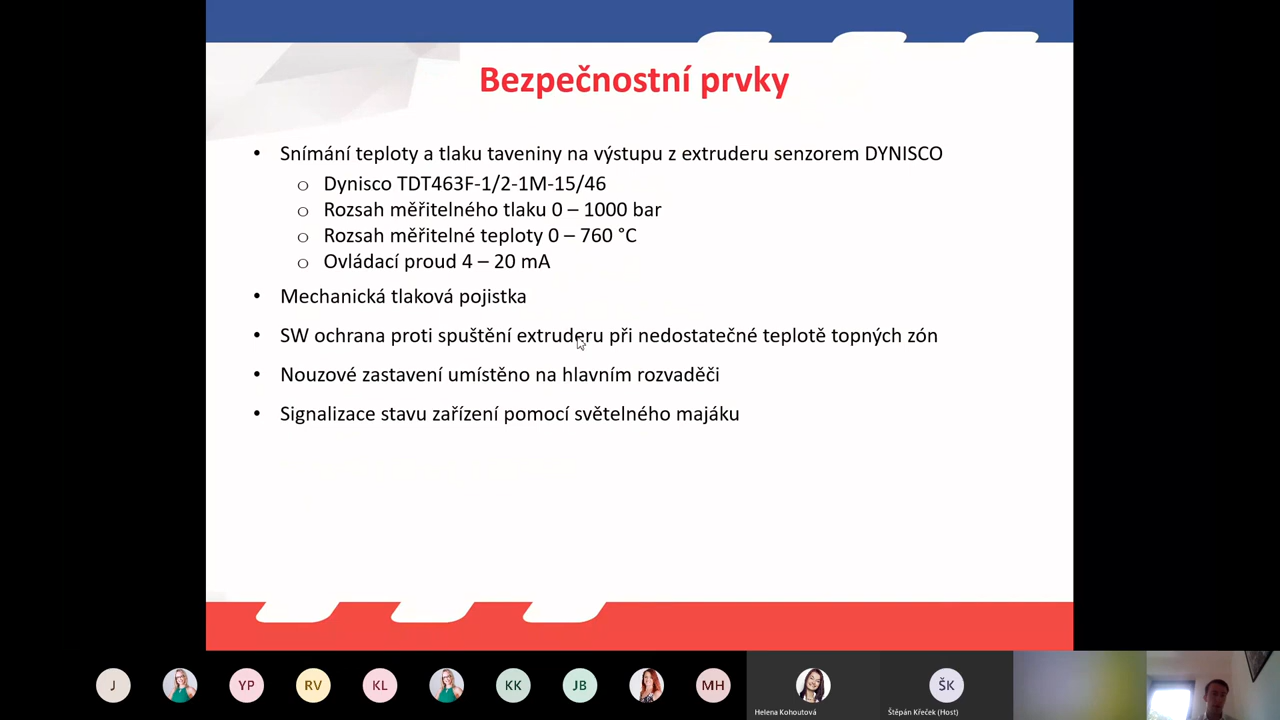 Bezpečnostní prvky
• Snímání teploty a tlaku taveniny na výstupu z extruderu senzorem DYNISCO
o Dynisco TDT463F-1/2-1M-15/46
o Rozsah měřitelného tlaku 0 – 1000 bar
o Rozsah měřitelné teploty 0 – 760 °C
o Ovládací proud 4 – 20 mA
• Mechanická tlaková pojistka
• SW ochrana proti spuštění extruderu při nedostatečné teplotě topných zón
• Nouzové zastavení umístěno na hlavním rozvaděči
• Signalizace stavu zařízení pomocí světelného majáku
J YP RV KL KK JB MH ŠK
Helena Kohoutová Štěpán Křeček (Host)